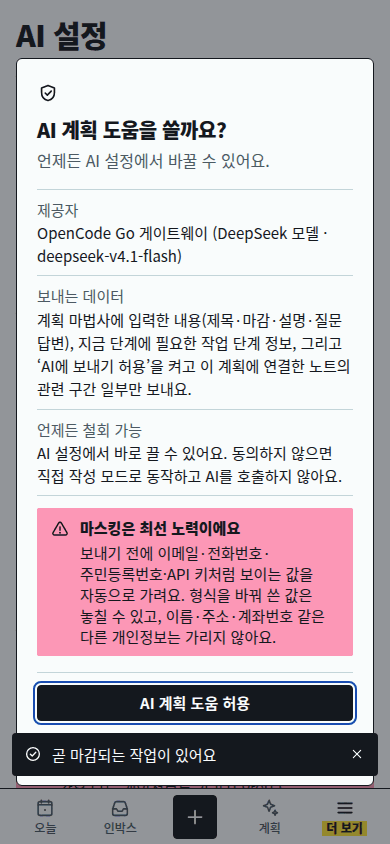 AI 설정
AI 계획 도움을 쓸까요?
언제든 AI 설정에서 바꿀 수 있어요.
제공자
OpenCode Go 게이트웨이 (DeepSeek 모델 ·
deepseek-v4.1-flash)
보내는 데이터
계획 마법사에 입력한 내용(제목·마감·설명·질문
답변), 지금 단계에 필요한 작업 단계 정보, 그리고
‘AI에 보내기 허용’을 켜고 이 계획에 연결한 노트의
관련 구간 일부만 보내요.
언제든 철회 가능
AI 설정에서 바로 끌 수 있어요. 동의하지 않으면
직접 작성 모드로 동작하고 AI를 호출하지 않아요.
마스킹은 최선 노력이에요
보내기 전에 이메일·전화번호·
주민등록번호·API 키처럼 보이는 값을
자동으로 가려요. 형식을 바꿔 쓴 값은
놓칠 수 있고, 이름·주소·계좌번호 같은
다른 개인정보는 가리지 않아요.
AI 계획 도움 허용
곧 마감되는 작업이 있어요
오늘
인박스
계획
더 보기